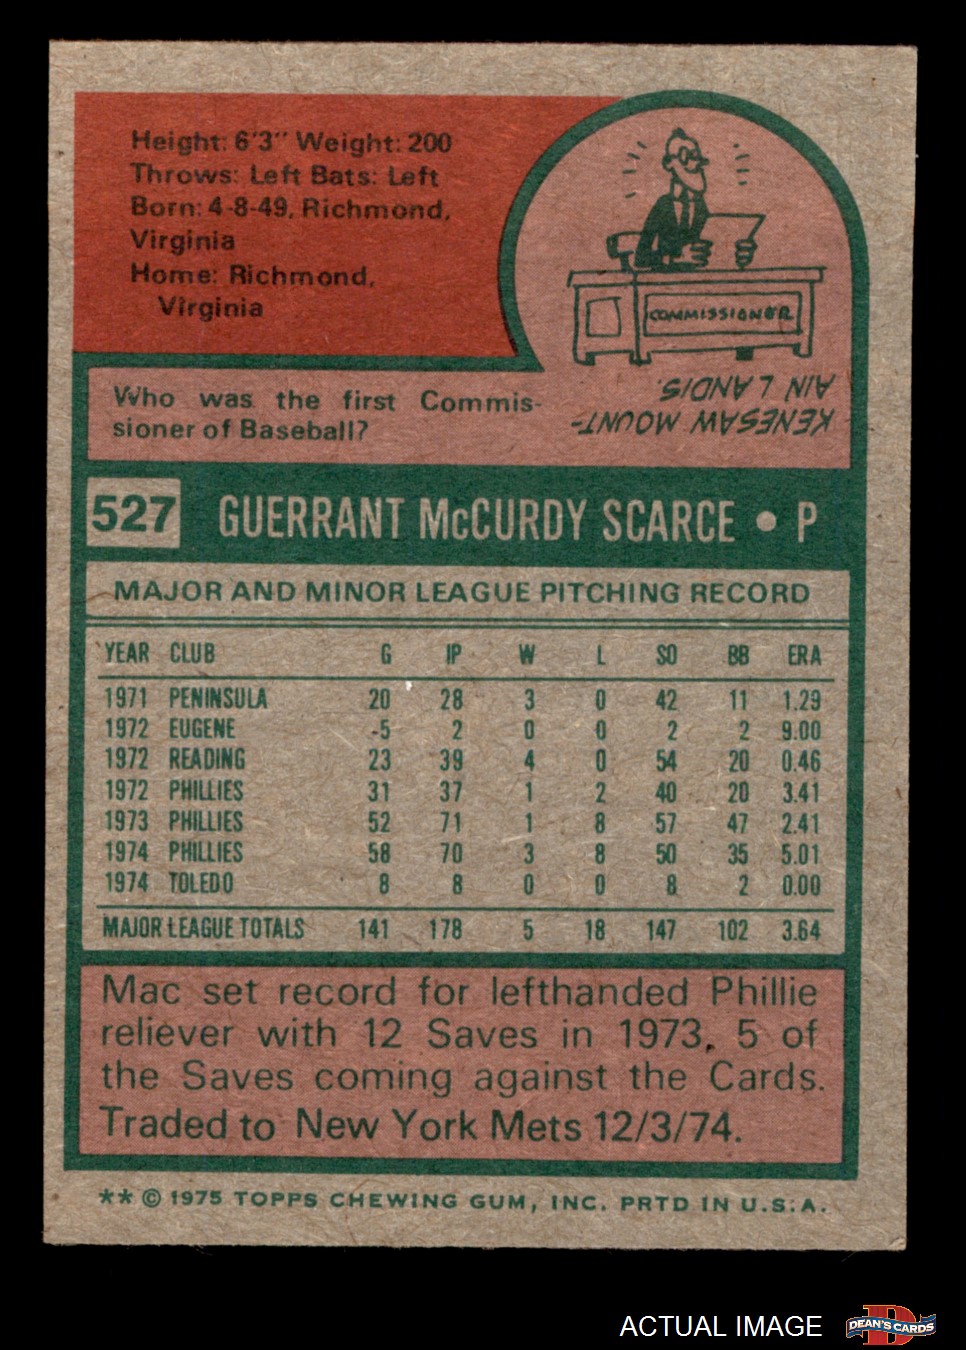 Height: 6'3" Weight: 200
Throws: Left Bats: Left
Born: 4-8-49, Richmond,
Virginia
Home: Richmond,
Virginia
COMMISSIONER
Who was the first Commis-
sioner of Baseball?
KENESAW MOUNT-
AIN LANDIS.
527 GUERRANT McCURDY SCARCE • P
MAJOR AND MINOR LEAGUE PITCHING RECORD
YEAR CLUB G IP W L SO BB ERA
1971 PENINSULA 20 28 3 0 42 11 1.29
1972 EUGENE -5 2 0 0 2 2 9.00
1972 READING 23 39 4 0 54 20 0.46
1972 PHILLIES 31 37 1 2 40 20 3.41
1973 PHILLIES 52 71 1 8 57 47 2.41
1974 PHILLIES 58 70 3 8 50 35 5.01
1974 TOLEDO 8 8 0 0 8 2 0.00
MAJOR LEAGUE TOTALS 141 178 5 18 147 102 3.64
Mac set record for lefthanded Phillie
reliever with 12 Saves in 1973, 5 of
the Saves coming against the Cards.
Traded to New York Mets 12/3/74.
** © 1975 TOPPS CHEWING GUM, INC. PRTD IN U.S.A.
ACTUAL IMAGE
D
DEAN'S CARDS